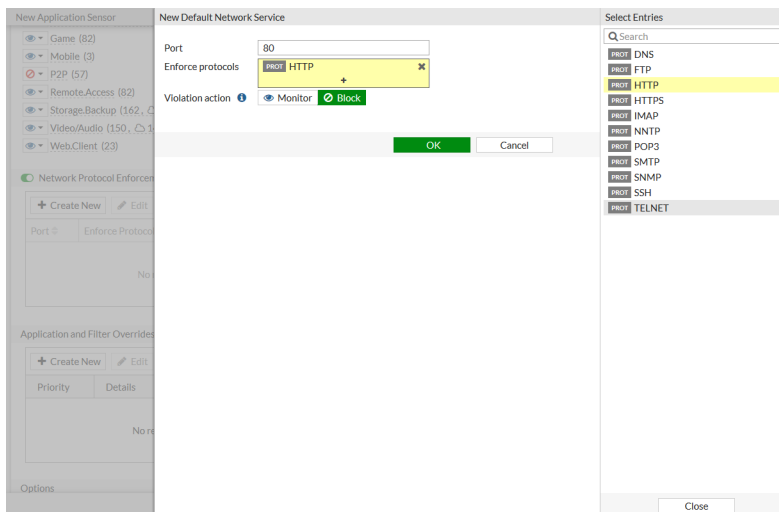 New Application Sensor
Game (82)
Mobile (3)
P2P (57)
Remote.Access (82)
Storage.Backup (162,
Video/Audio (150, 1
Web.Client (23)
Network Protocol Enforcem
Create New Edit
Port Enforce Protoco
No
Application and Filter Overrides
Create New Edit
Priority Details
No re
Options
New Default Network Service
Port 80
Enforce protocols PROT HTTP
+
Violation action Monitor Block
OK Cancel
Select Entries
Search
PROT DNS
PROT FTP
PROT HTTP
PROT HTTPS
PROT IMAP
PROT NNTP
PROT POP3
PROT SMTP
PROT SNMP
PROT SSH
PROT TELNET
Close